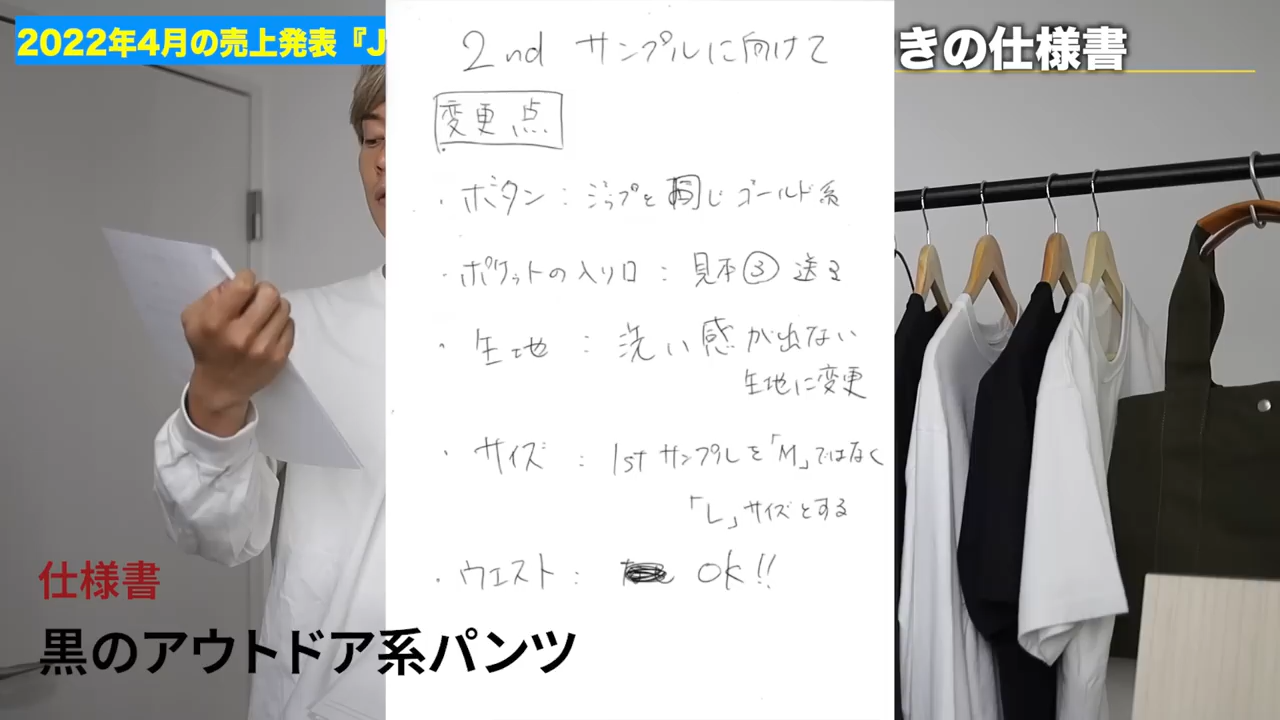 2022年4月の売上発表『J
きの仕様書
2nd サンプルに向けて
変更点
・ボタン：ジップと同じゴールド系
・ポケットの入り口：見本③送る
・生地：洗い感が出ない
生地に変更
・サイズ：1stサンプルを「M」ではなく
「L」サイズとする
・ウエスト： OK!!
仕様書
黒のアウトドア系パンツ